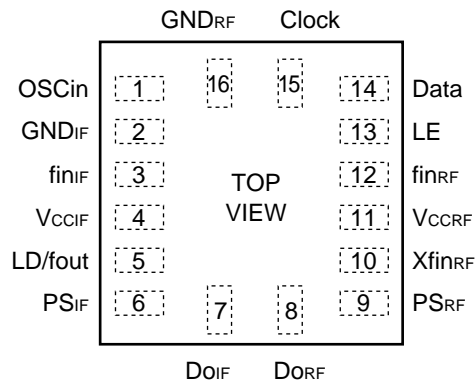 GNDRF Clock
16 15
OSCin 1 14 Data
GNDIF 2 13 LE
finIF 3 12 finRF
TOP
VIEW
VCCIF 4 11 VCCRF
LD/fout 5 10 XfinRF
PSIF 6 9 PSRF
7 8
DoIF DoRF